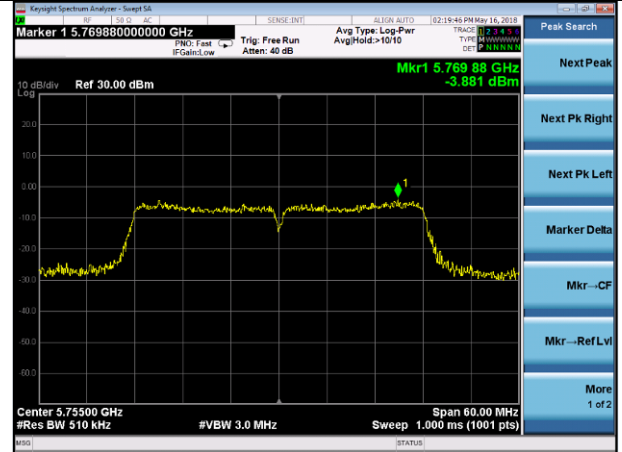 Keysight Spectrum Analyzer - Swept SA
RF 50 Ω AC SENSE:INT ALIGN AUTO 02:19:46 PM May 16, 2018
Marker 1 5.769880000000 GHz
PNO: Fast
IFGain:Low
Trig: Free Run
Atten: 40 dB
Avg Type: Log-Pwr
Avg|Hold:>10/10
TRACE 1 2 3 4 5 6
TYPE M WWWWW
DET P N N N N N
Mkr1 5.769 88 GHz
-3.881 dBm
10 dB/div Ref 30.00 dBm
Log
20.0
10.0
0.00
-10.0
-20.0
-30.0
-40.0
-50.0
-60.0
1
Center 5.75500 GHz Span 60.00 MHz
#Res BW 510 kHz #VBW 3.0 MHz Sweep 1.000 ms (1001 pts)
MSG STATUS
Peak Search
Next Peak
Next Pk Right
Next Pk Left
Marker Delta
Mkr→CF
Mkr→Ref Lvl
More
1 of 2